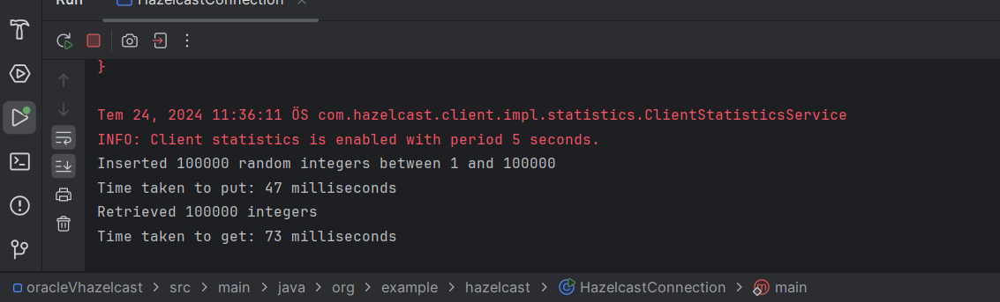 Run HazelcastConnection ×
}
Tem 24, 2024 11:36:11 ÖS com.hazelcast.client.impl.statistics.ClientStatisticsService
INFO: Client statistics is enabled with period 5 seconds.
Inserted 100000 random integers between 1 and 100000
Time taken to put: 47 milliseconds
Retrieved 100000 integers
Time taken to get: 73 milliseconds
oracleVhazelcast > src > main > java > org > example > hazelcast > HazelcastConnection > main